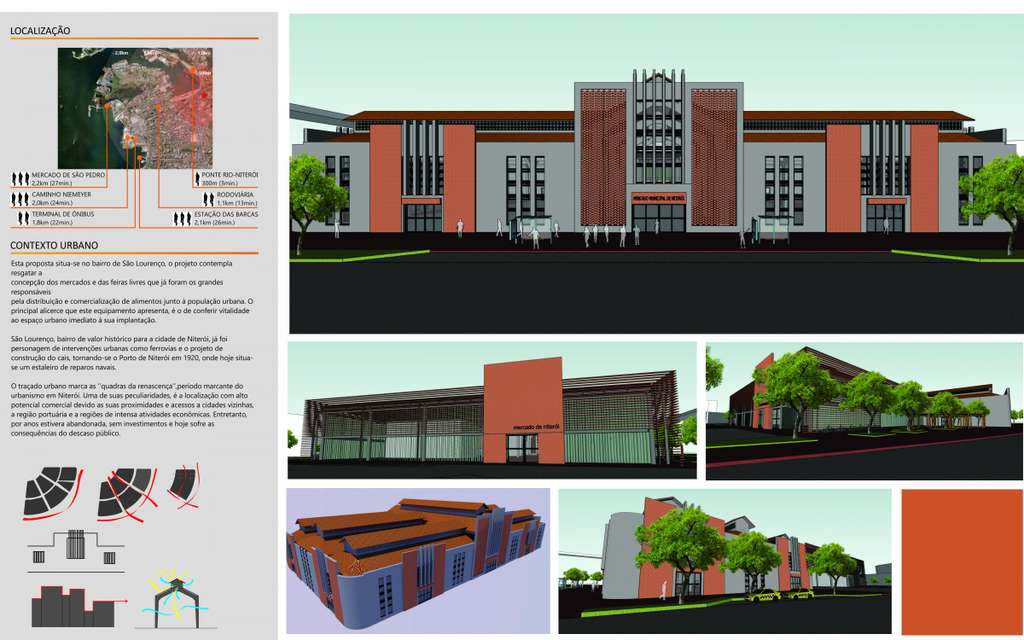 LOCALIZAÇÃO
MERCADO DE SÃO PEDRO
2,2km (27min.)
CAMINHO NIEMEYER
2,0km (24min.)
TERMINAL DE ÔNIBUS
1,8km (22min.)
PONTE RIO-NITERÓI
300m (3min.)
RODOVIÁRIA
1,1km (13min.)
ESTAÇÃO DAS BARCAS
2,1km (26min.)
CONTEXTO URBANO
Esta proposta situa-se no bairro de São Lourenço, o projeto contempla
resgatar a
concepção dos mercados e das feiras livres que já foram os grandes
responsáveis
pela distribuição e comercialização de alimentos junto à população urbana. O
principal alicerce que este equipamento apresenta, é o de conferir vitalidade
ao espaço urbano imediato à sua implantação.
São Lourenço, bairro de valor histórico para a cidade de Niterói, já foi
personagem de intervenções urbanas como ferrovias e o projeto de
construção do cais, tornando-se o Porto de Niterói em 1920, onde hoje situa-
se um estaleiro de reparos navais.
O traçado urbano marca as "quadras da renascença",período marcante do
urbanismo em Niterói. Uma de suas peculiaridades, é a localização com alto
potencial comercial devido as suas proximidades e acessos a cidades vizinhas,
a região portuária e a regiões de intensa atividades econômicas. Entretanto,
por anos estivera abandonada, sem investimentos e hoje sofre as
consequências do descaso público.
MERCADO MUNICIPAL DE NITERÓI
mercado de niterói